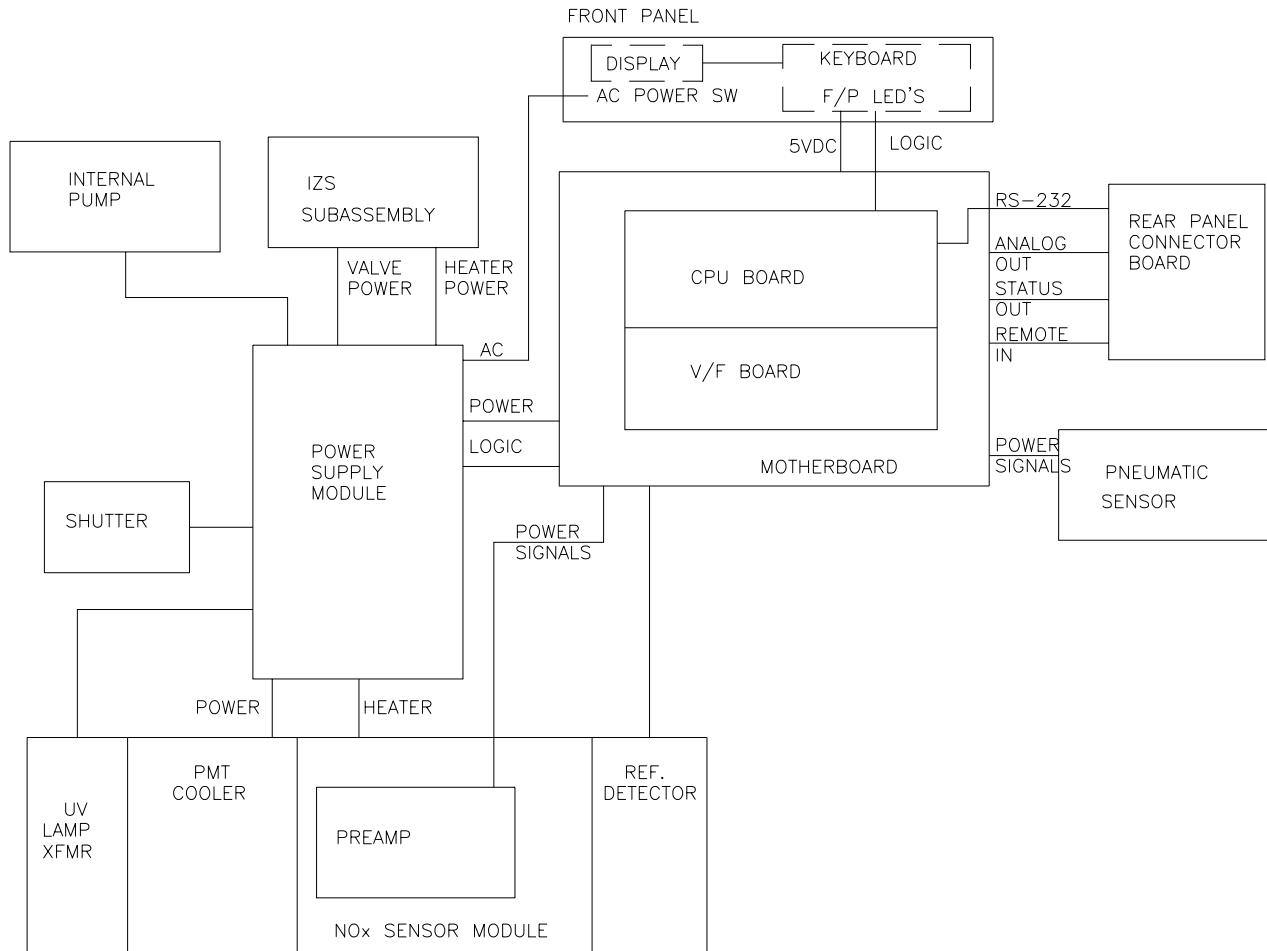 FRONT PANEL
DISPLAY
KEYBOARD
AC POWER SW
F/P LED'S
5VDC
LOGIC
INTERNAL
PUMP
IZS
SUBASSEMBLY
VALVE
POWER
HEATER
POWER
AC
POWER
LOGIC
POWER
SUPPLY
MODULE
CPU BOARD
V/F BOARD
MOTHERBOARD
RS-232
ANALOG
OUT
STATUS
OUT
REMOTE
IN
REAR PANEL
CONNECTOR
BOARD
POWER
SIGNALS
PNEUMATIC
SENSOR
SHUTTER
POWER
SIGNALS
POWER
HEATER
UV
LAMP
XFMR
PMT
COOLER
PREAMP
NOx SENSOR MODULE
REF.
DETECTOR